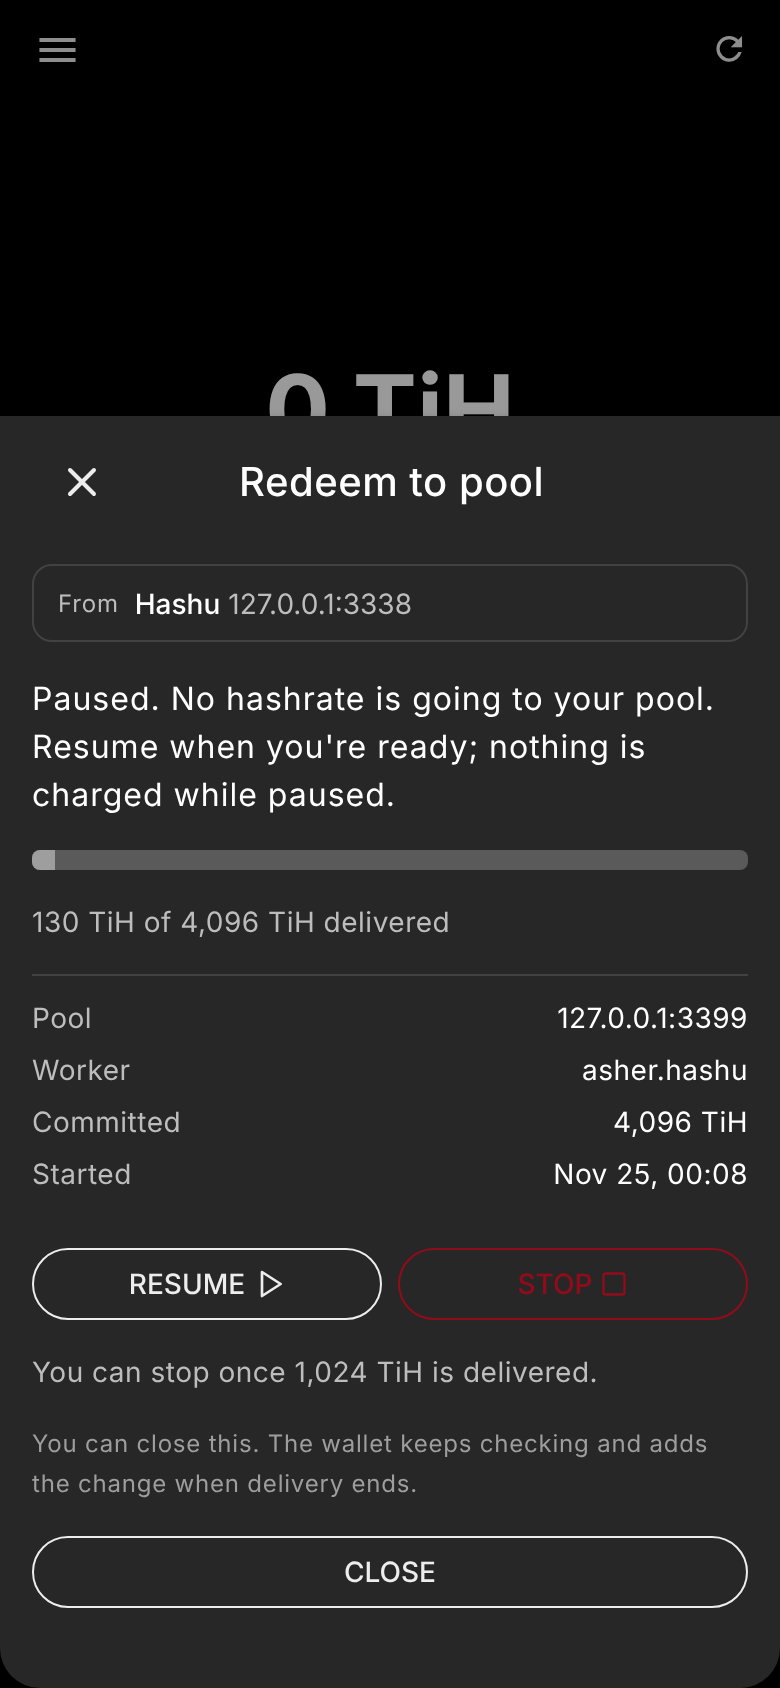 0 TiH
Redeem to pool
From Hashu 127.0.0.1:3338
Paused. No hashrate is going to your pool.
Resume when you're ready; nothing is
charged while paused.
130 TiH of 4,096 TiH delivered
Pool 127.0.0.1:3399
Worker asher.hashu
Committed 4,096 TiH
Started Nov 25, 00:08
RESUME STOP
You can stop once 1,024 TiH is delivered.
You can close this. The wallet keeps checking and adds
the change when delivery ends.
CLOSE